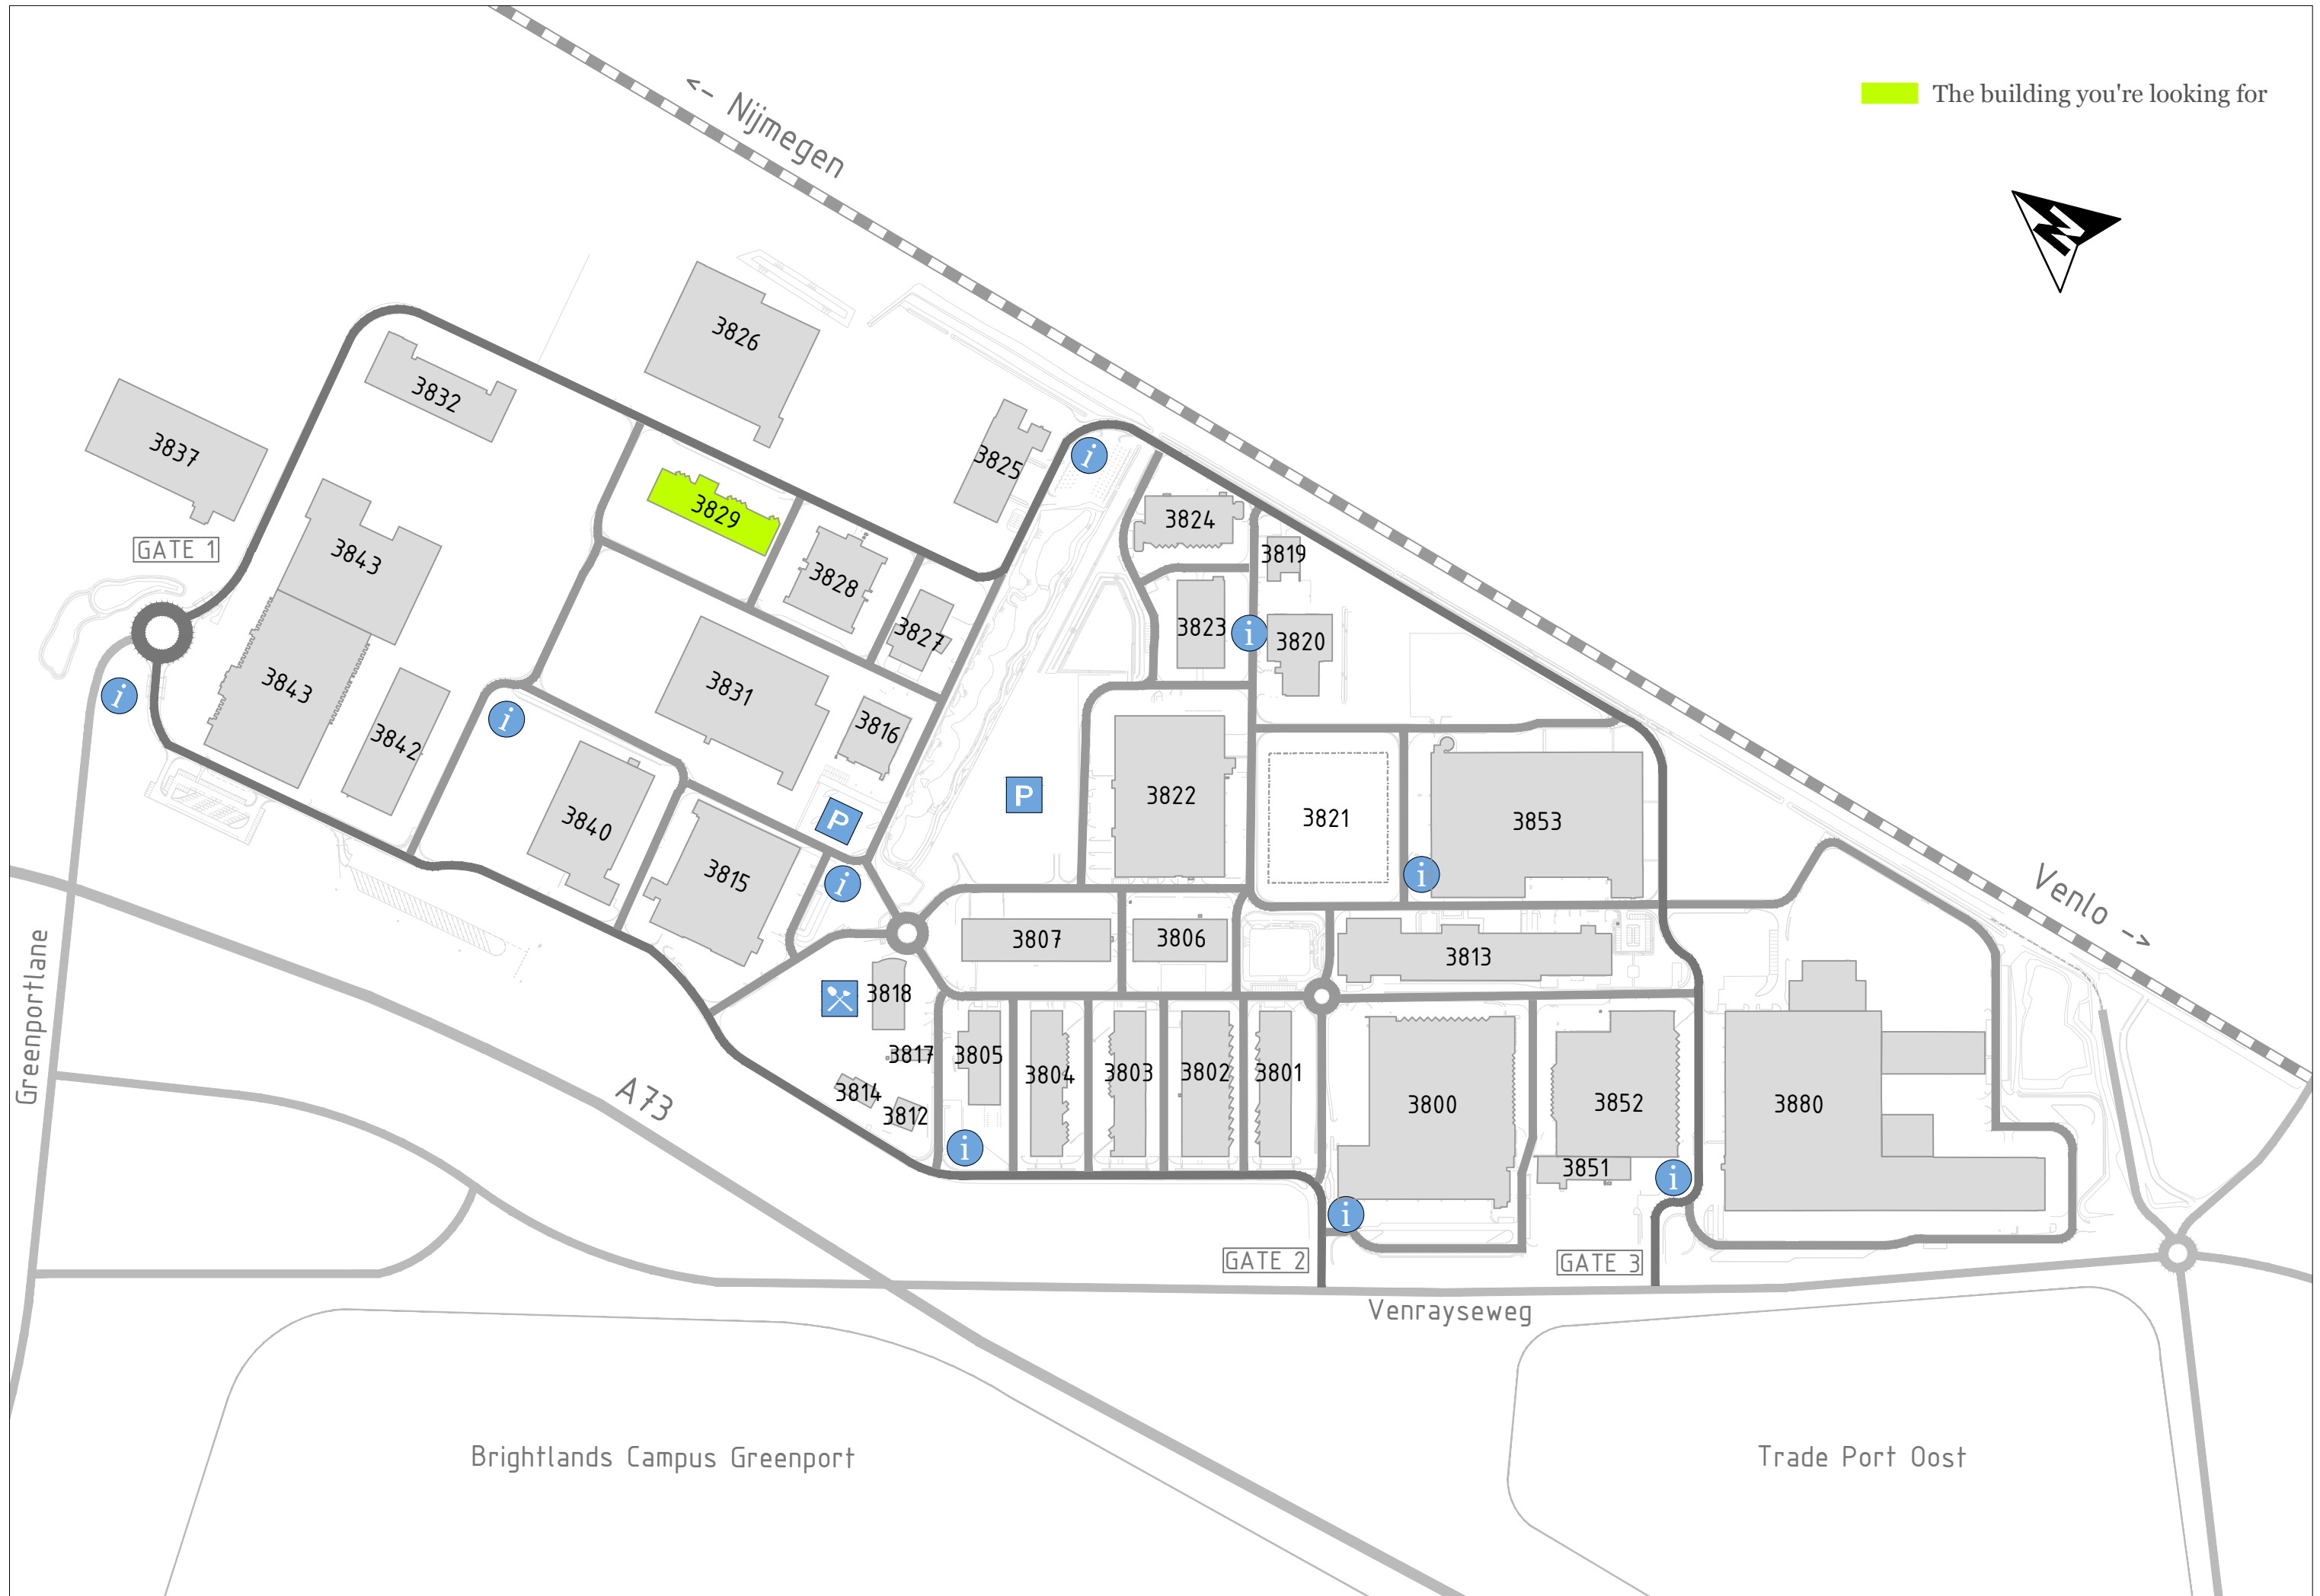 <- Nijmegen
The building you're looking for
N
3826
3832
3837
3825
3829
3824
GATE 1
3843
3819
3828
3827
3823
3820
3843
3831
3816
3842
i
i
i
i
P
P
3822
3821
3853
3840
3815
i
i
Venlo ->
Greenportlane
3807
3806
3813
3818
3817
3805
3804
3803
3802
3801
3800
3852
3880
A73
3814
3812
i
3851
i
i
GATE 2
GATE 3
Venrayseweg
Brightlands Campus Greenport
Trade Port Oost